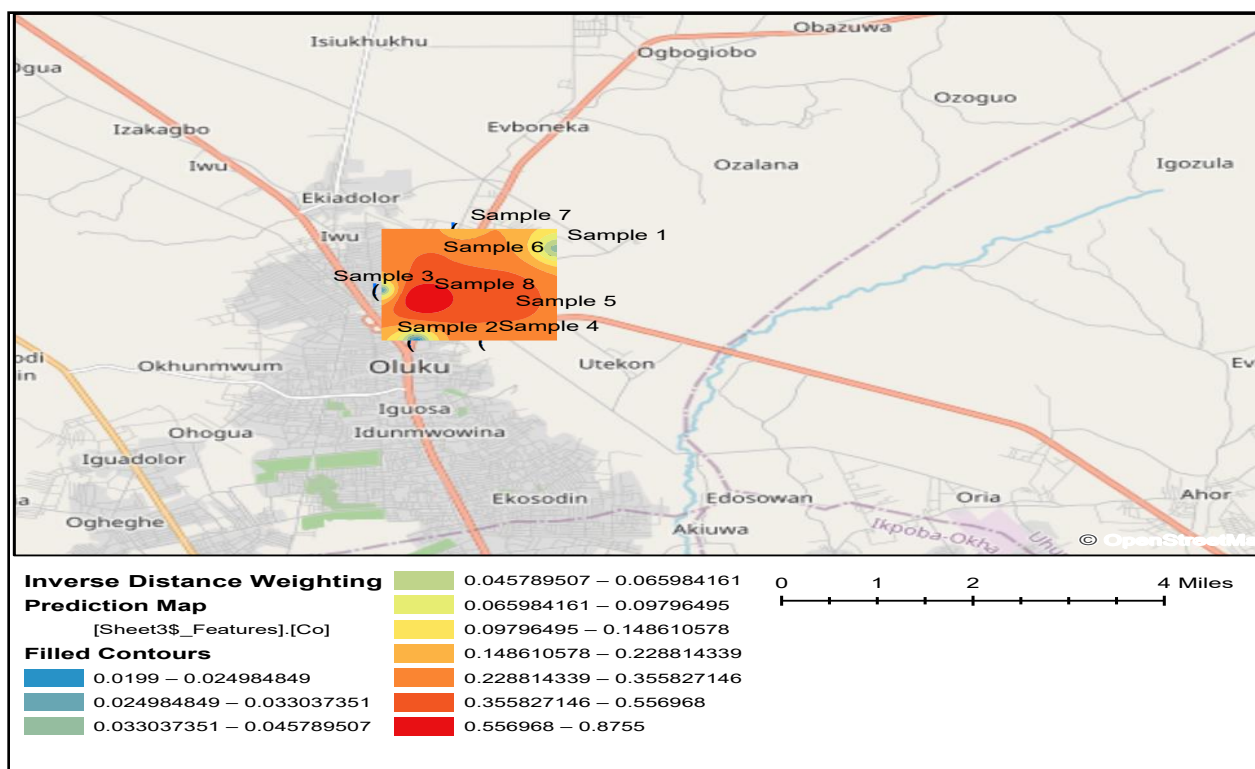 Obazuwa
Isiukhukhu
Ogbogiobo
Ogua
Ozoguo
Izakagbo
Evboneka
Iwu
Ozalana
Igozula
Ekiadolor
Sample 7
Iwu
Sample 1
Sample 6
Sample 3
Sample 8
Sample 5
Sample 2
Sample 4
Okhunmwum
Oluku
Utekon
Iguosa
Ohogua
Idunmwowina
Iguadolor
Ekosodin
Edosowan
Oria
Ahor
Ogheghe
Akiuwa
Ikpoba-Okha
Uhu
© OpenStreetMa
Inverse Distance Weighting
Prediction Map
[Sheet3$_Features].[Co]
Filled Contours
0.0199 – 0.024984849
0.024984849 – 0.033037351
0.033037351 – 0.045789507
0.045789507 – 0.065984161
0.065984161 – 0.09796495
0.09796495 – 0.148610578
0.148610578 – 0.228814339
0.228814339 – 0.355827146
0.355827146 – 0.556968
0.556968 – 0.8755
0 1 2 4 Miles